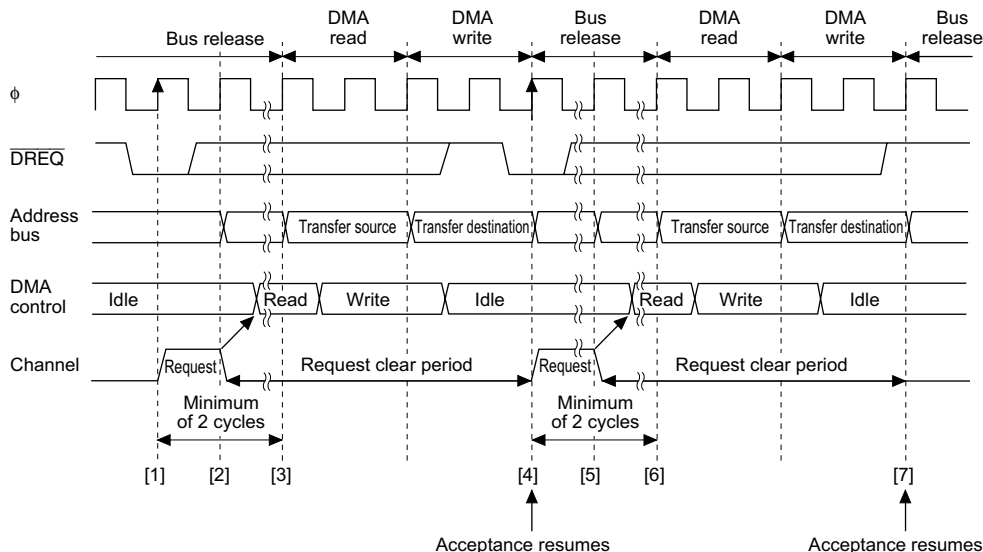 Bus release
DMA
read
DMA
write
Bus
release
DMA
read
DMA
write
Bus
release
ϕ
DREQ
Address
bus
Transfer source
Transfer destination
Transfer source
Transfer destination
DMA
control
Idle
Read
Write
Idle
Read
Write
Idle
Channel
Request
Request clear period
Request
Request clear period
Minimum
of 2 cycles
Minimum
of 2 cycles
[1]
[2]
[3]
[4]
[5]
[6]
[7]
Acceptance resumes
Acceptance resumes